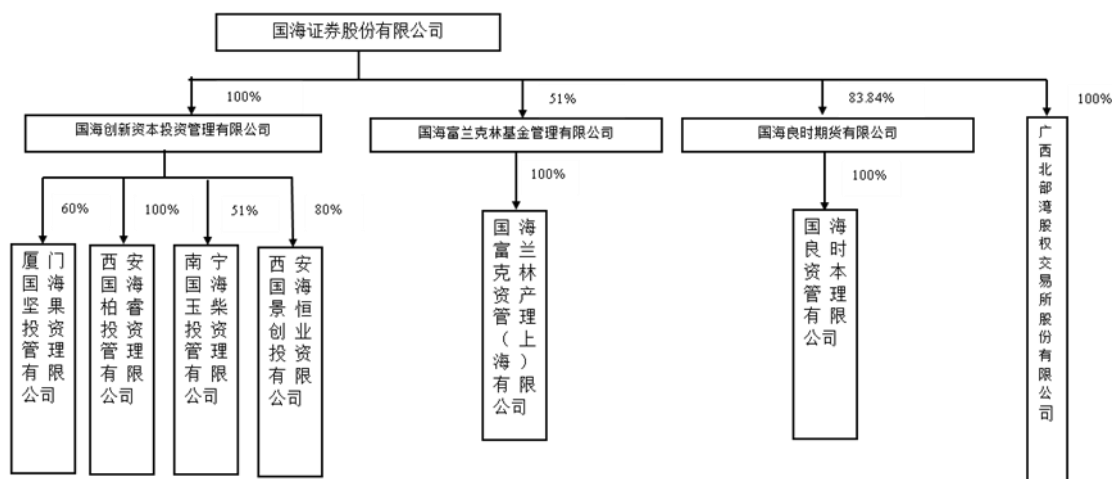 国海证券股份有限公司
100%
51%
83.84%
100%
国海创新资本投资管理有限公司
国海富兰克林基金管理有限公司
国海良时期货有限公司
广西北部湾股权交易所股份有限公司
60%
100%
51%
80%
100%
100%
厦门
国海
坚果
投资
管理
有限
公司
西安
国海
柏睿
投资
管理
有限
公司
南宁
国海
玉柴
投资
管理
有限
公司
西安
国海
景恒
创业
投资
有限
公司
国海
富兰
克林
资产
管理
（上
海）
有限
公司
国海
良时
资本
管理
有限
公司